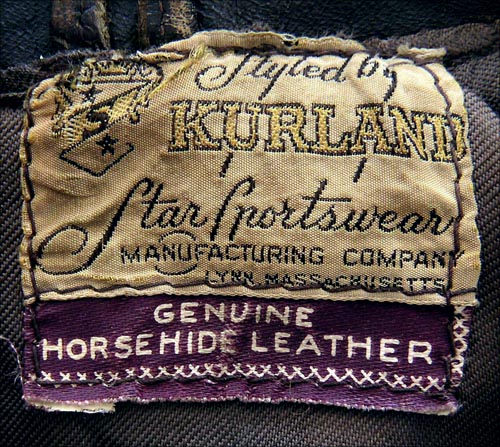 Styled by
KURLAND
Star Sportswear
MANUFACTURING COMPANY
LYNN, MASSACHUSETTS
GENUINE
HORSEHIDE LEATHER